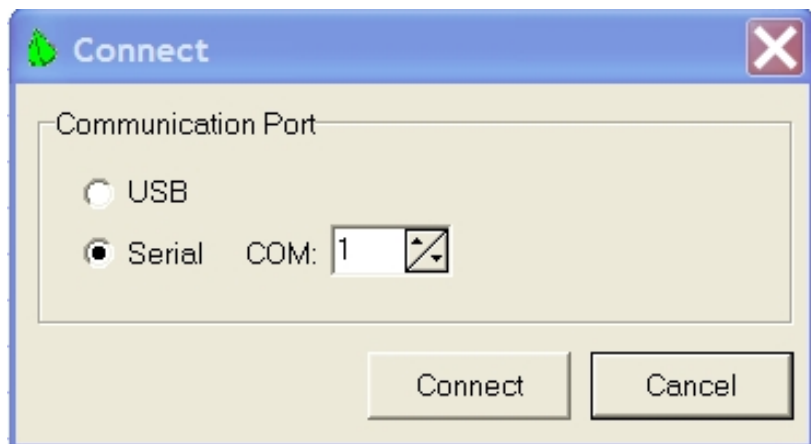 Connect
Communication Port
USB
Serial COM: 1
Connect Cancel